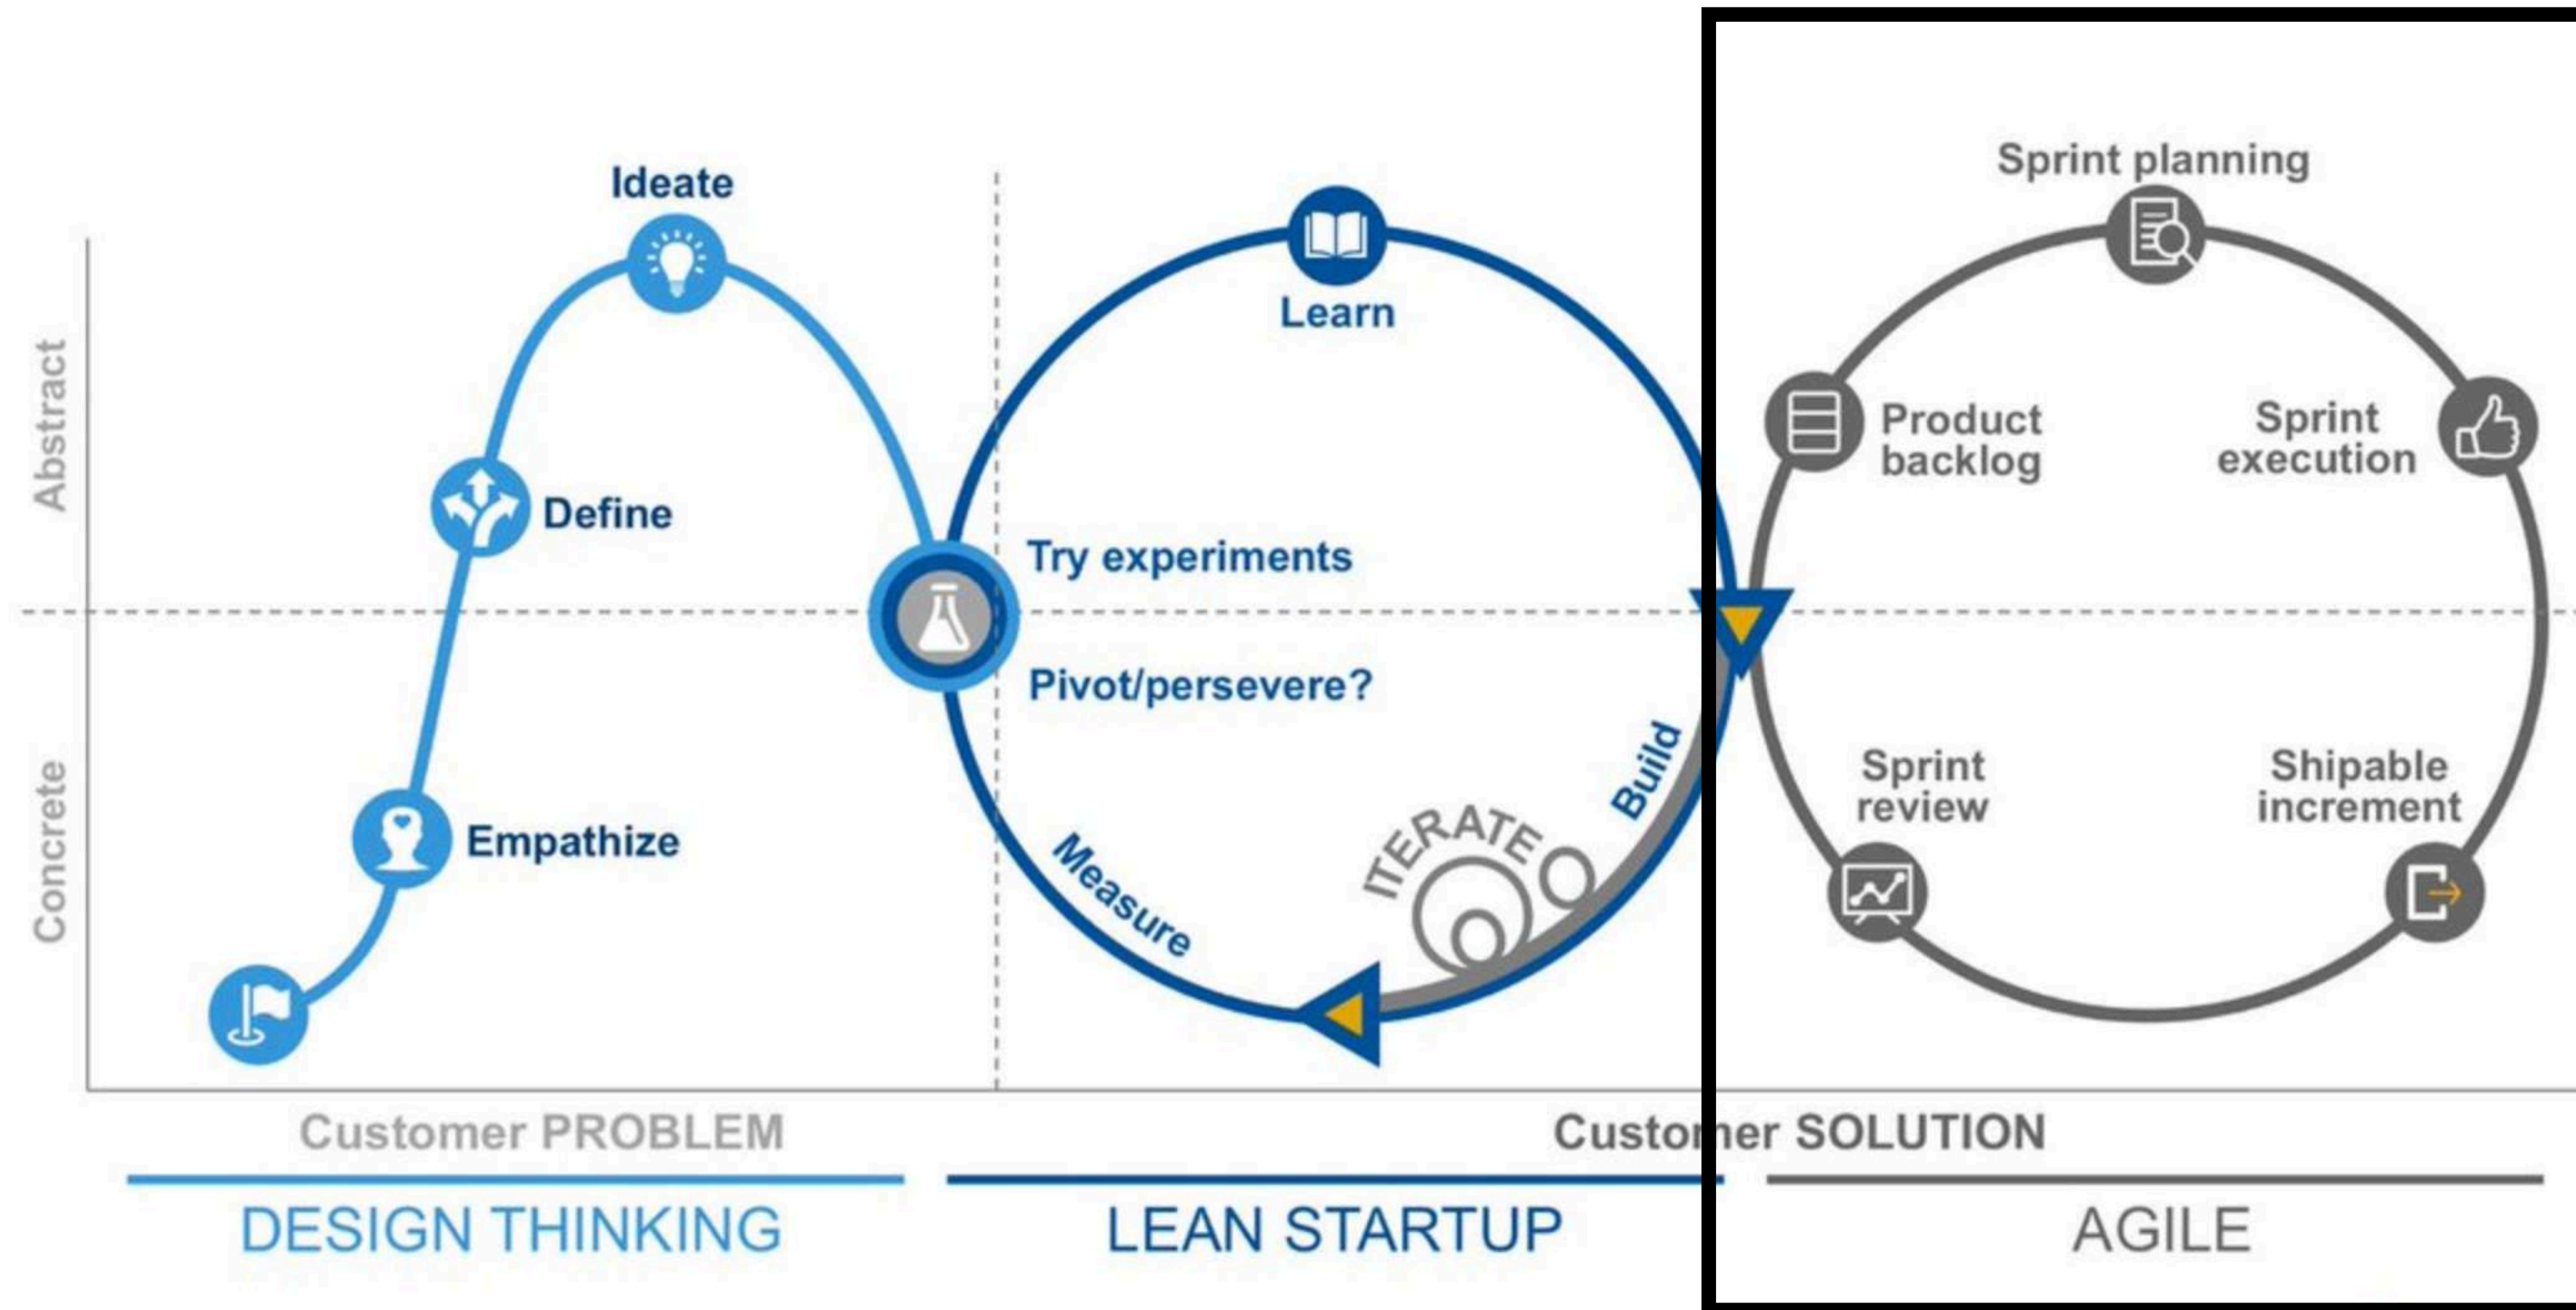 Ideate
Define
Empathize
Abstract
Concrete
Learn
Try experiments
Pivot/persevere?
Measure
ITERATE
Build
Sprint planning
Product
backlog
Sprint
execution
Sprint
review
Shipable
increment
Customer PROBLEM
Customer SOLUTION
DESIGN THINKING
LEAN STARTUP
AGILE